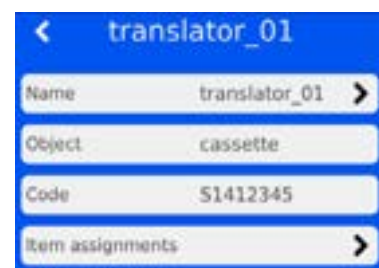 translator_01
Name translator_01
Object cassette
Code S1412345
Item assignments